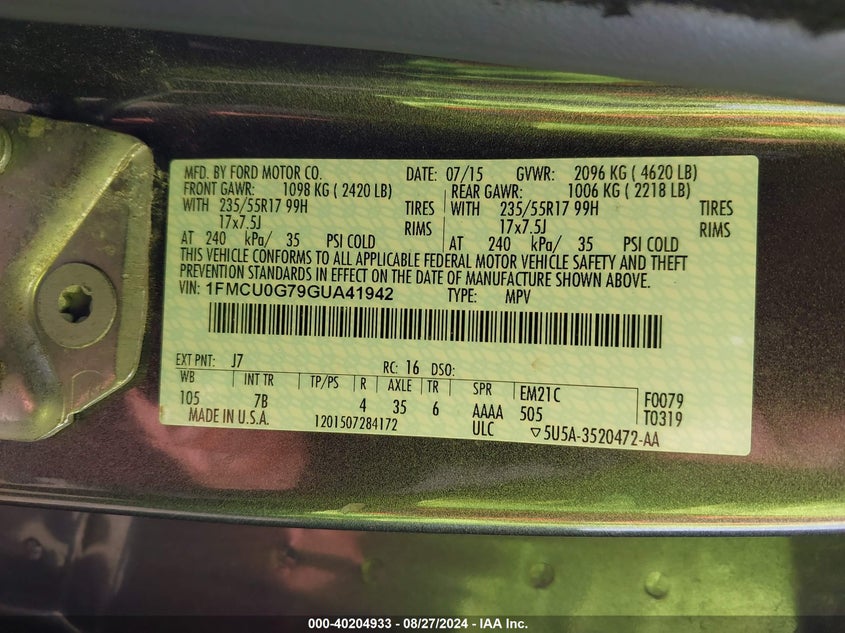 MFD. BY FORD MOTOR CO. DATE: 07/15 GVWR: 2096 KG ( 4620 LB)
FRONT GAWR: 1098 KG ( 2420 LB) REAR GAWR: 1006 KG ( 2218 LB)
WITH 235/55R17 99H TIRES WITH 235/55R17 99H TIRES
17x7.5J RIMS 17x7.5J RIMS
AT 240 kPa/ 35 PSI COLD AT 240 kPa/ 35 PSI COLD
THIS VEHICLE CONFORMS TO ALL APPLICABLE FEDERAL MOTOR VEHICLE SAFETY AND THEFT
PREVENTION STANDARDS IN EFFECT ON THE DATE OF MANUFACTURE SHOWN ABOVE.
VIN: 1FMCU0G79GUA41942 TYPE: MPV
EXT PNT: J7 RC: 16 DSO:
WB INT TR TP/PS R AXLE TR SPR EM21C F0079
105 7B 4 35 6 AAAA 505 T0319
MADE IN U.S.A. 1201507284172 ULC ▽5U5A-3520472-AA
000-40204933 - 08/27/2024 - IAA Inc.